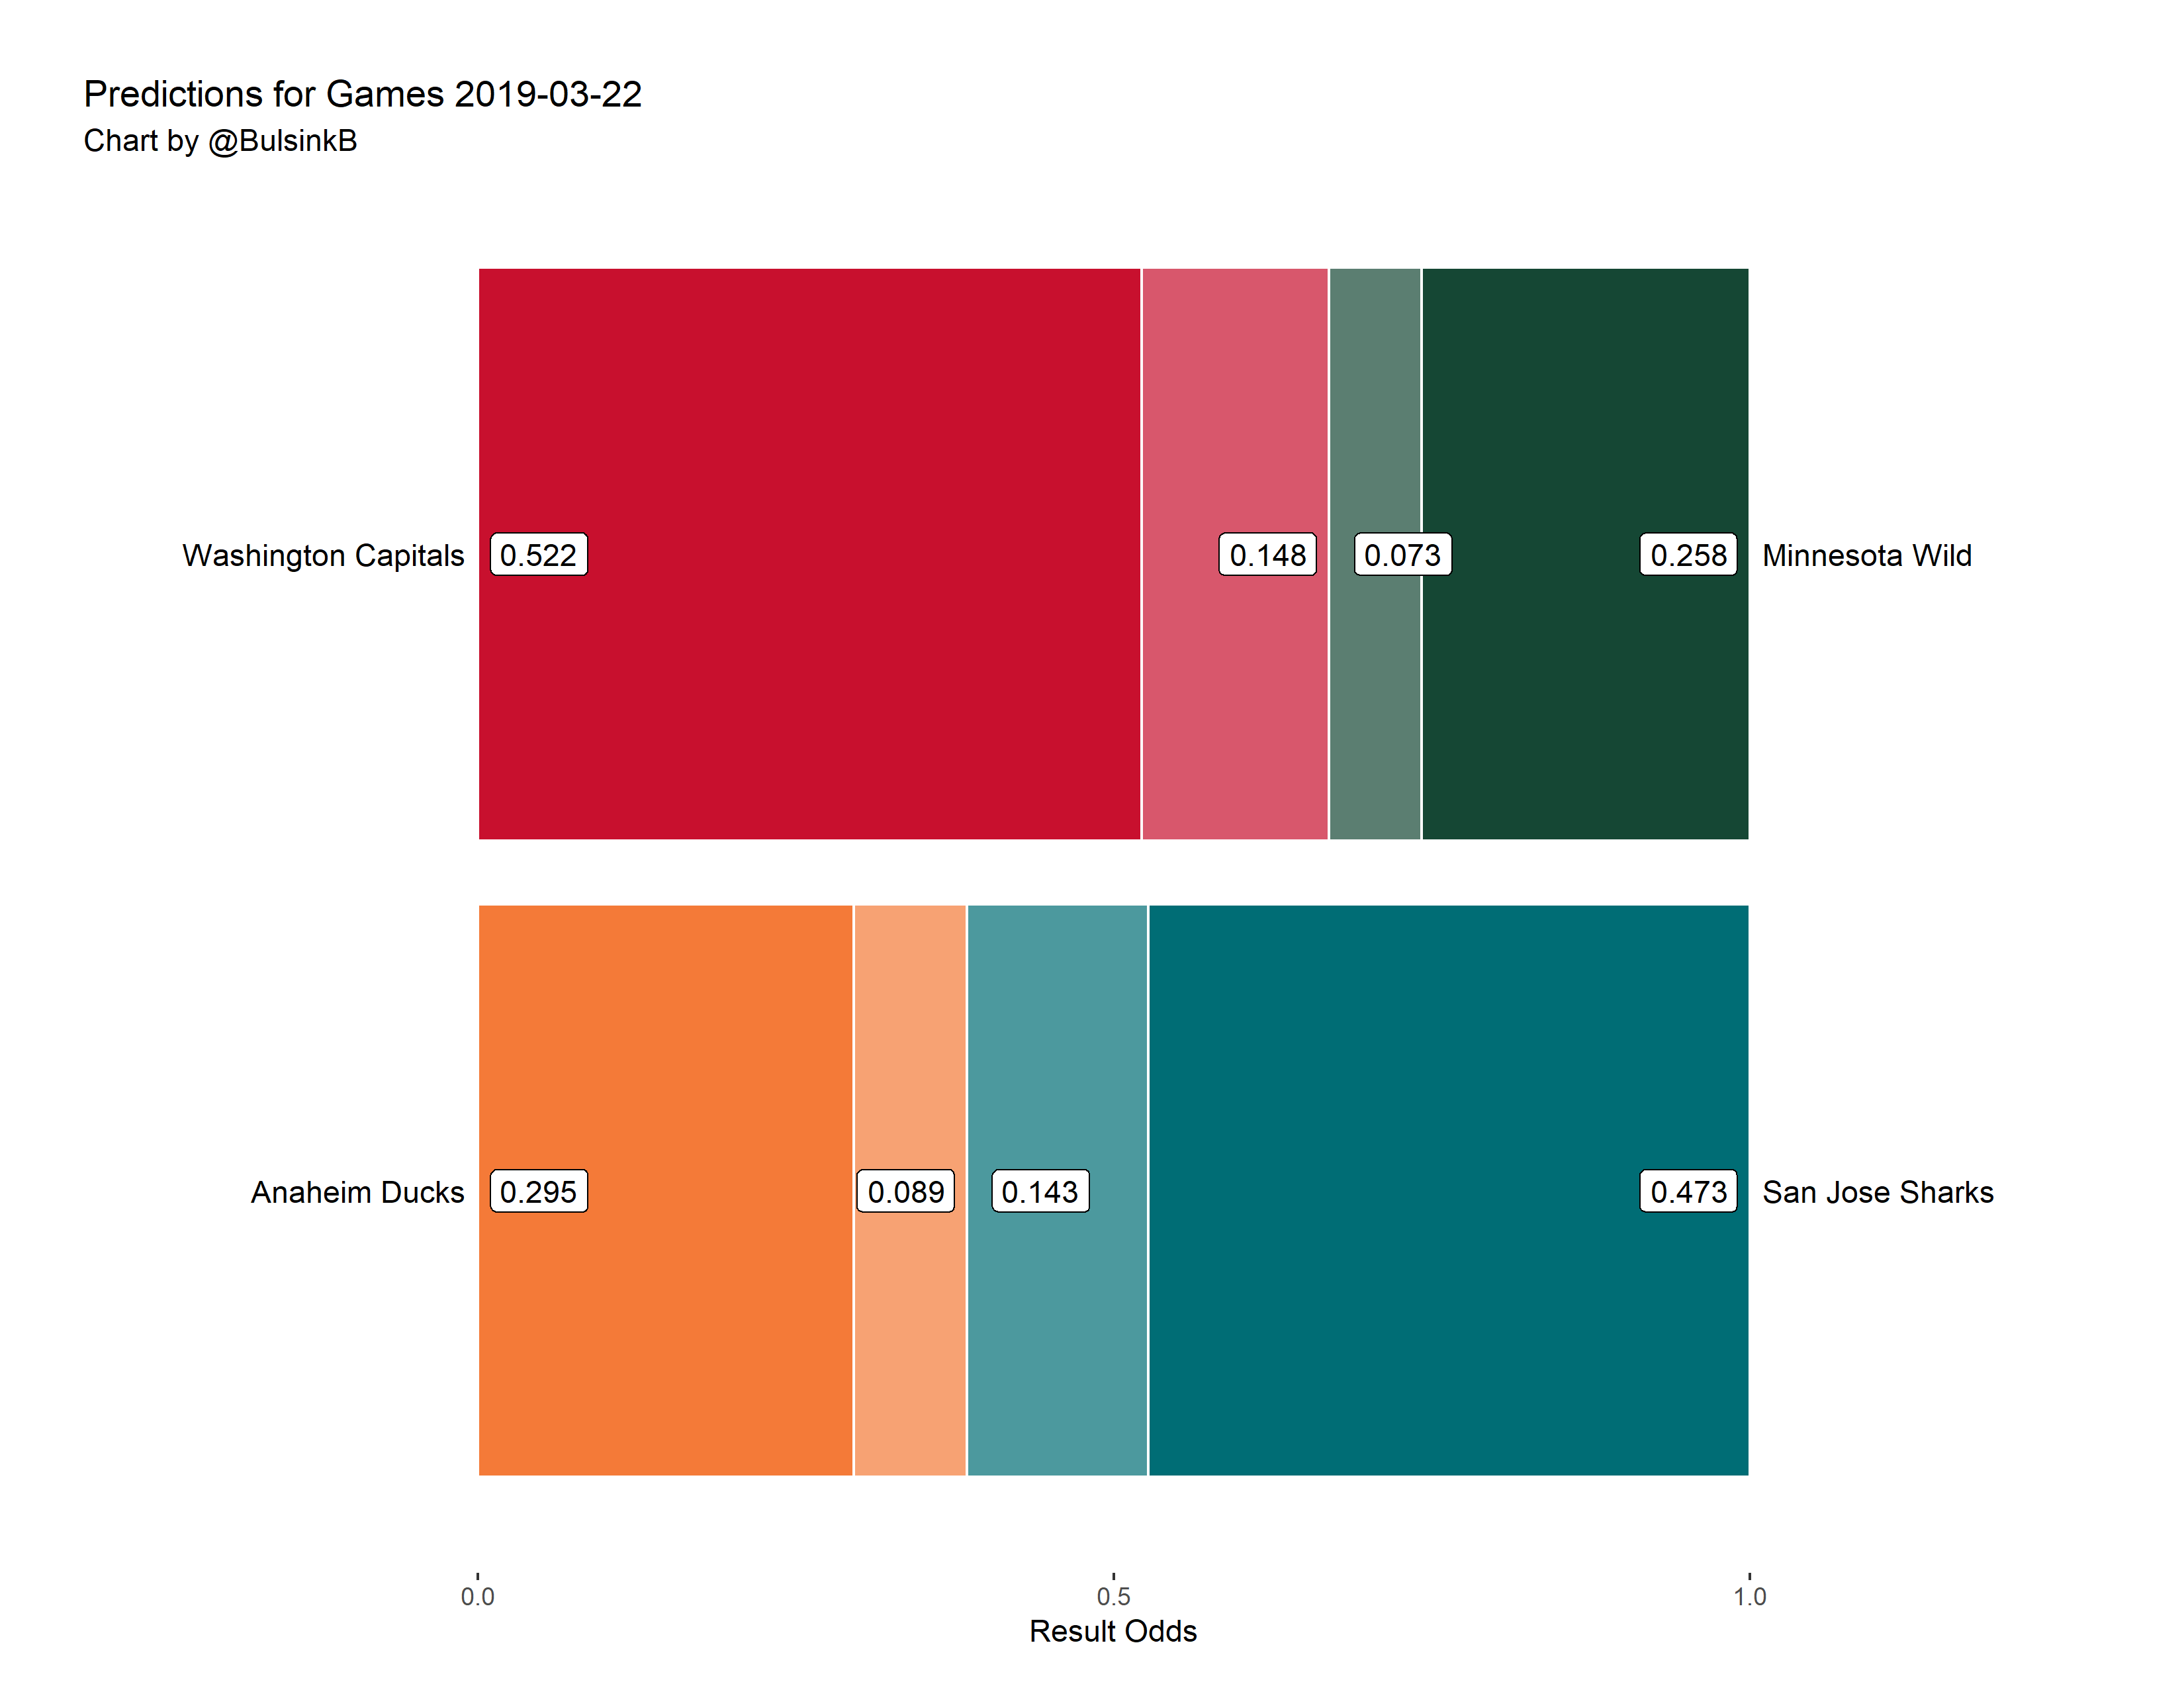 Predictions for Games 2019-03-22
Chart by @BulsinkB
Washington Capitals 0.522 0.148 0.073 0.258 Minnesota Wild
Anaheim Ducks 0.295 0.089 0.143 0.473 San Jose Sharks
0.0 0.5 1.0
Result Odds